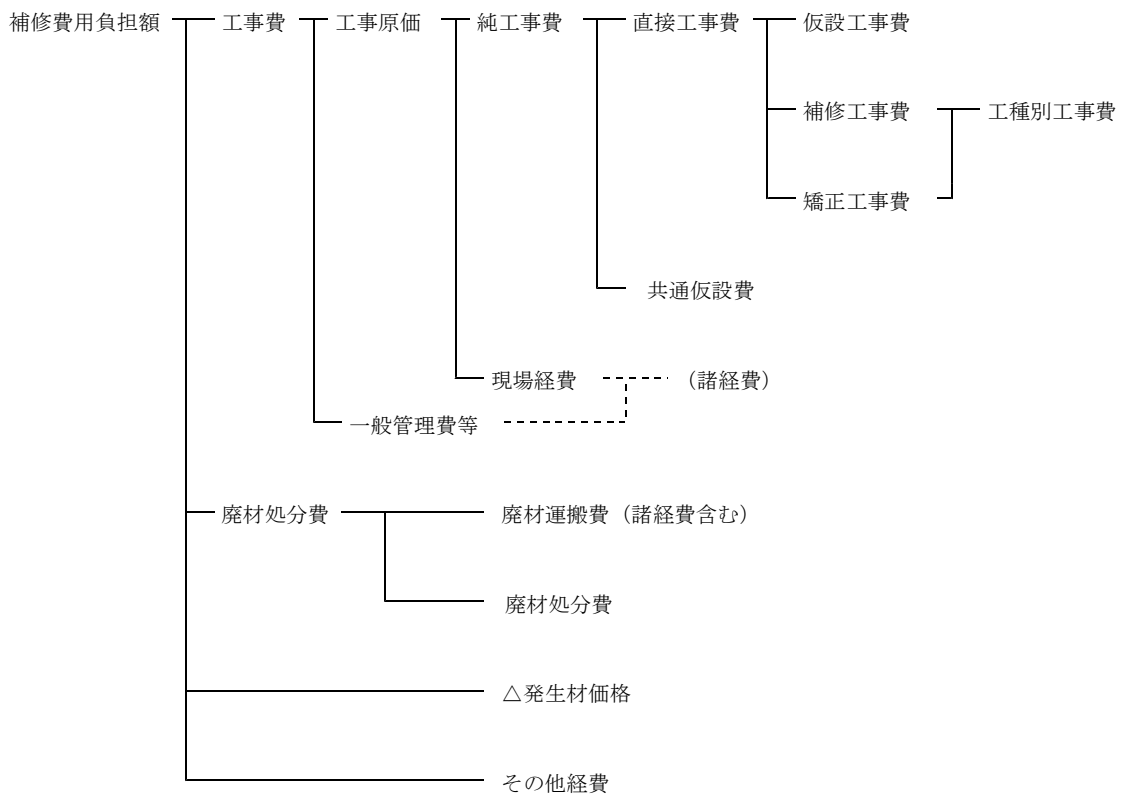 補修費用負担額 工事費 工事原価 純工事費 直接工事費 仮設工事費
補修工事費 工種別工事費
矯正工事費
共通仮設費
現場経費 (諸経費)
一般管理費等
廃材処分費 廃材運搬費(諸経費含む)
廃材処分費
△発生材価格
その他経費